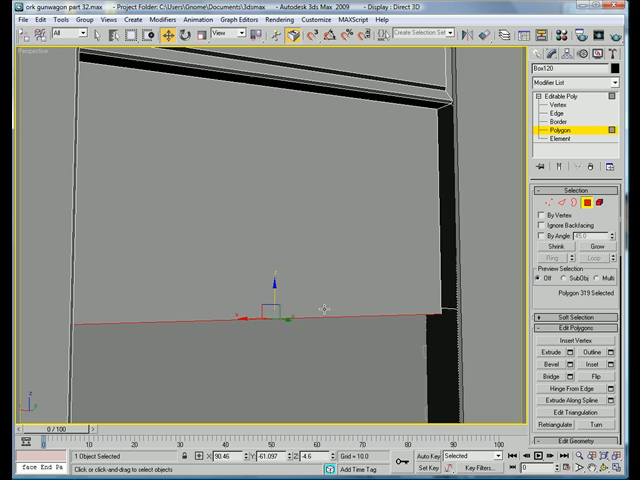 ork gunwagon part 32.max - Project Folder: C:\Users\Gnome\Documents\3dsmax - Autodesk 3ds Max 2009 - Display : Direct 3D
File Edit Tools Group Views Create Modifiers Animation Graph Editors Rendering Customize MAXScript Help
All View Create Selection Set
Perspective
Box120
Modifier List
Editable Poly
Vertex
Edge
Border
Polygon
Element
Selection
By Vertex
Ignore Backfacing
By Angle: 45.0
Shrink Grow
Ring Loop
Preview Selection
Off SubObj Multi
Polygon 319 Selected
Soft Selection
Edit Polygons
Insert Vertex
Extrude Outline
Bevel Inset
Bridge Flip
Hinge From Edge
Extrude Along Spline
Edit Triangulation
Retriangulate Turn
Edit Geometry
z
x
y
0 / 100
0 10 20 30 40 50 60 70 80 90 100
1 Object Selected X: 90.46 Y: -61.097 Z: -4.6 Grid = 10.0 Auto Key Selected
face End Pa Click or click-and-drag to select objects Add Time Tag Set Key Key Filters... 0